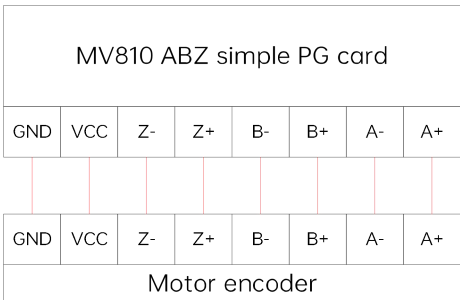 MV810 ABZ simple PG card
GND VCC Z- Z+ B- B+ A- A+
GND VCC Z- Z+ B- B+ A- A+
Motor encoder